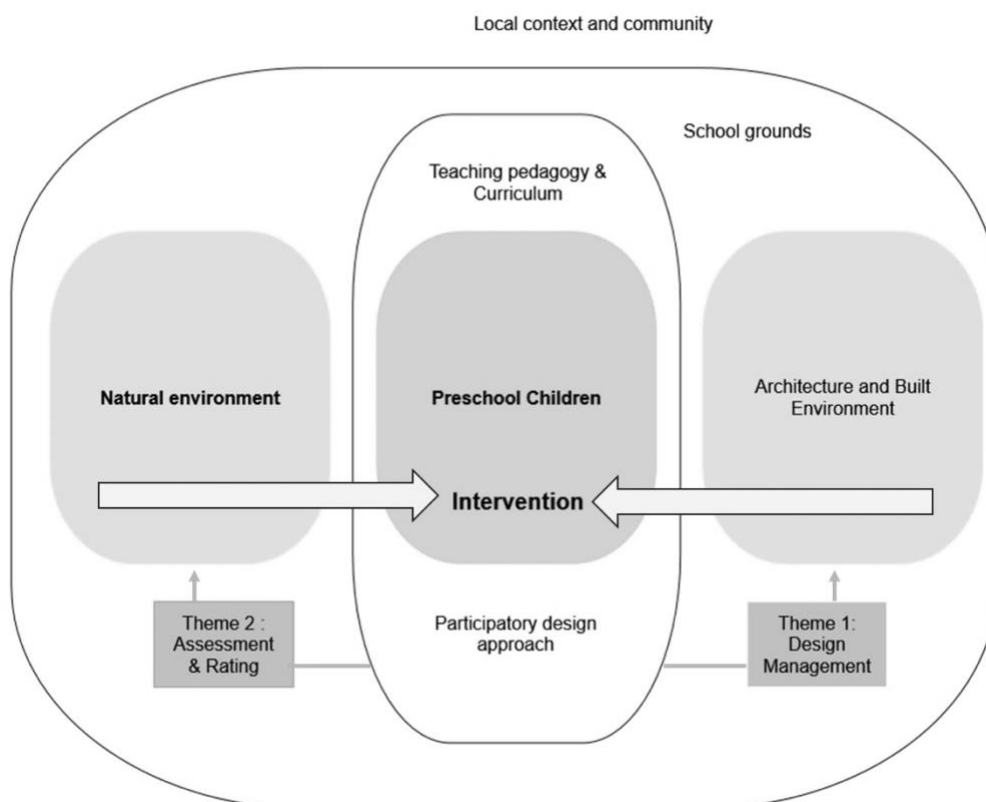 Local context and community
School grounds
Teaching pedagogy &
Curriculum
Natural environment
Preschool Children
Architecture and Built
Environment
Intervention
Theme 2 :
Assessment
& Rating
Participatory design
approach
Theme 1:
Design
Management